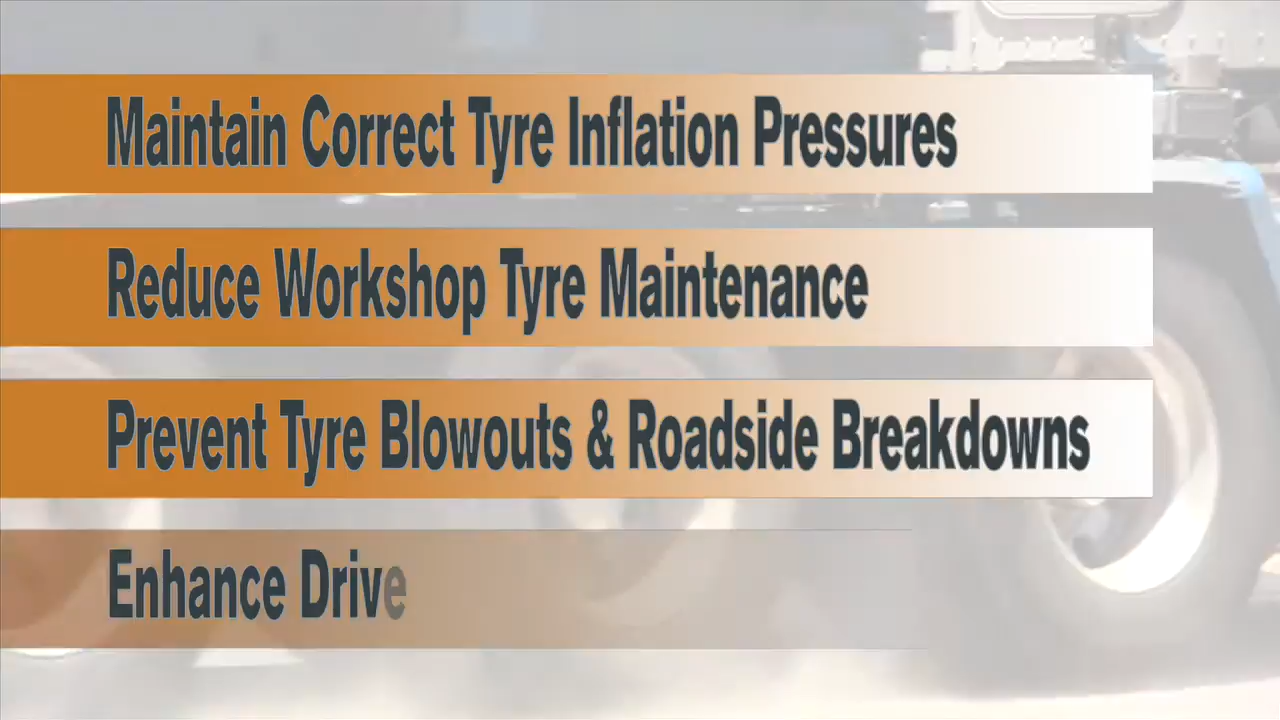 Maintain Correct Tyre Inflation Pressures
Reduce Workshop Tyre Maintenance
Prevent Tyre Blowouts & Roadside Breakdowns
Enhance Drive